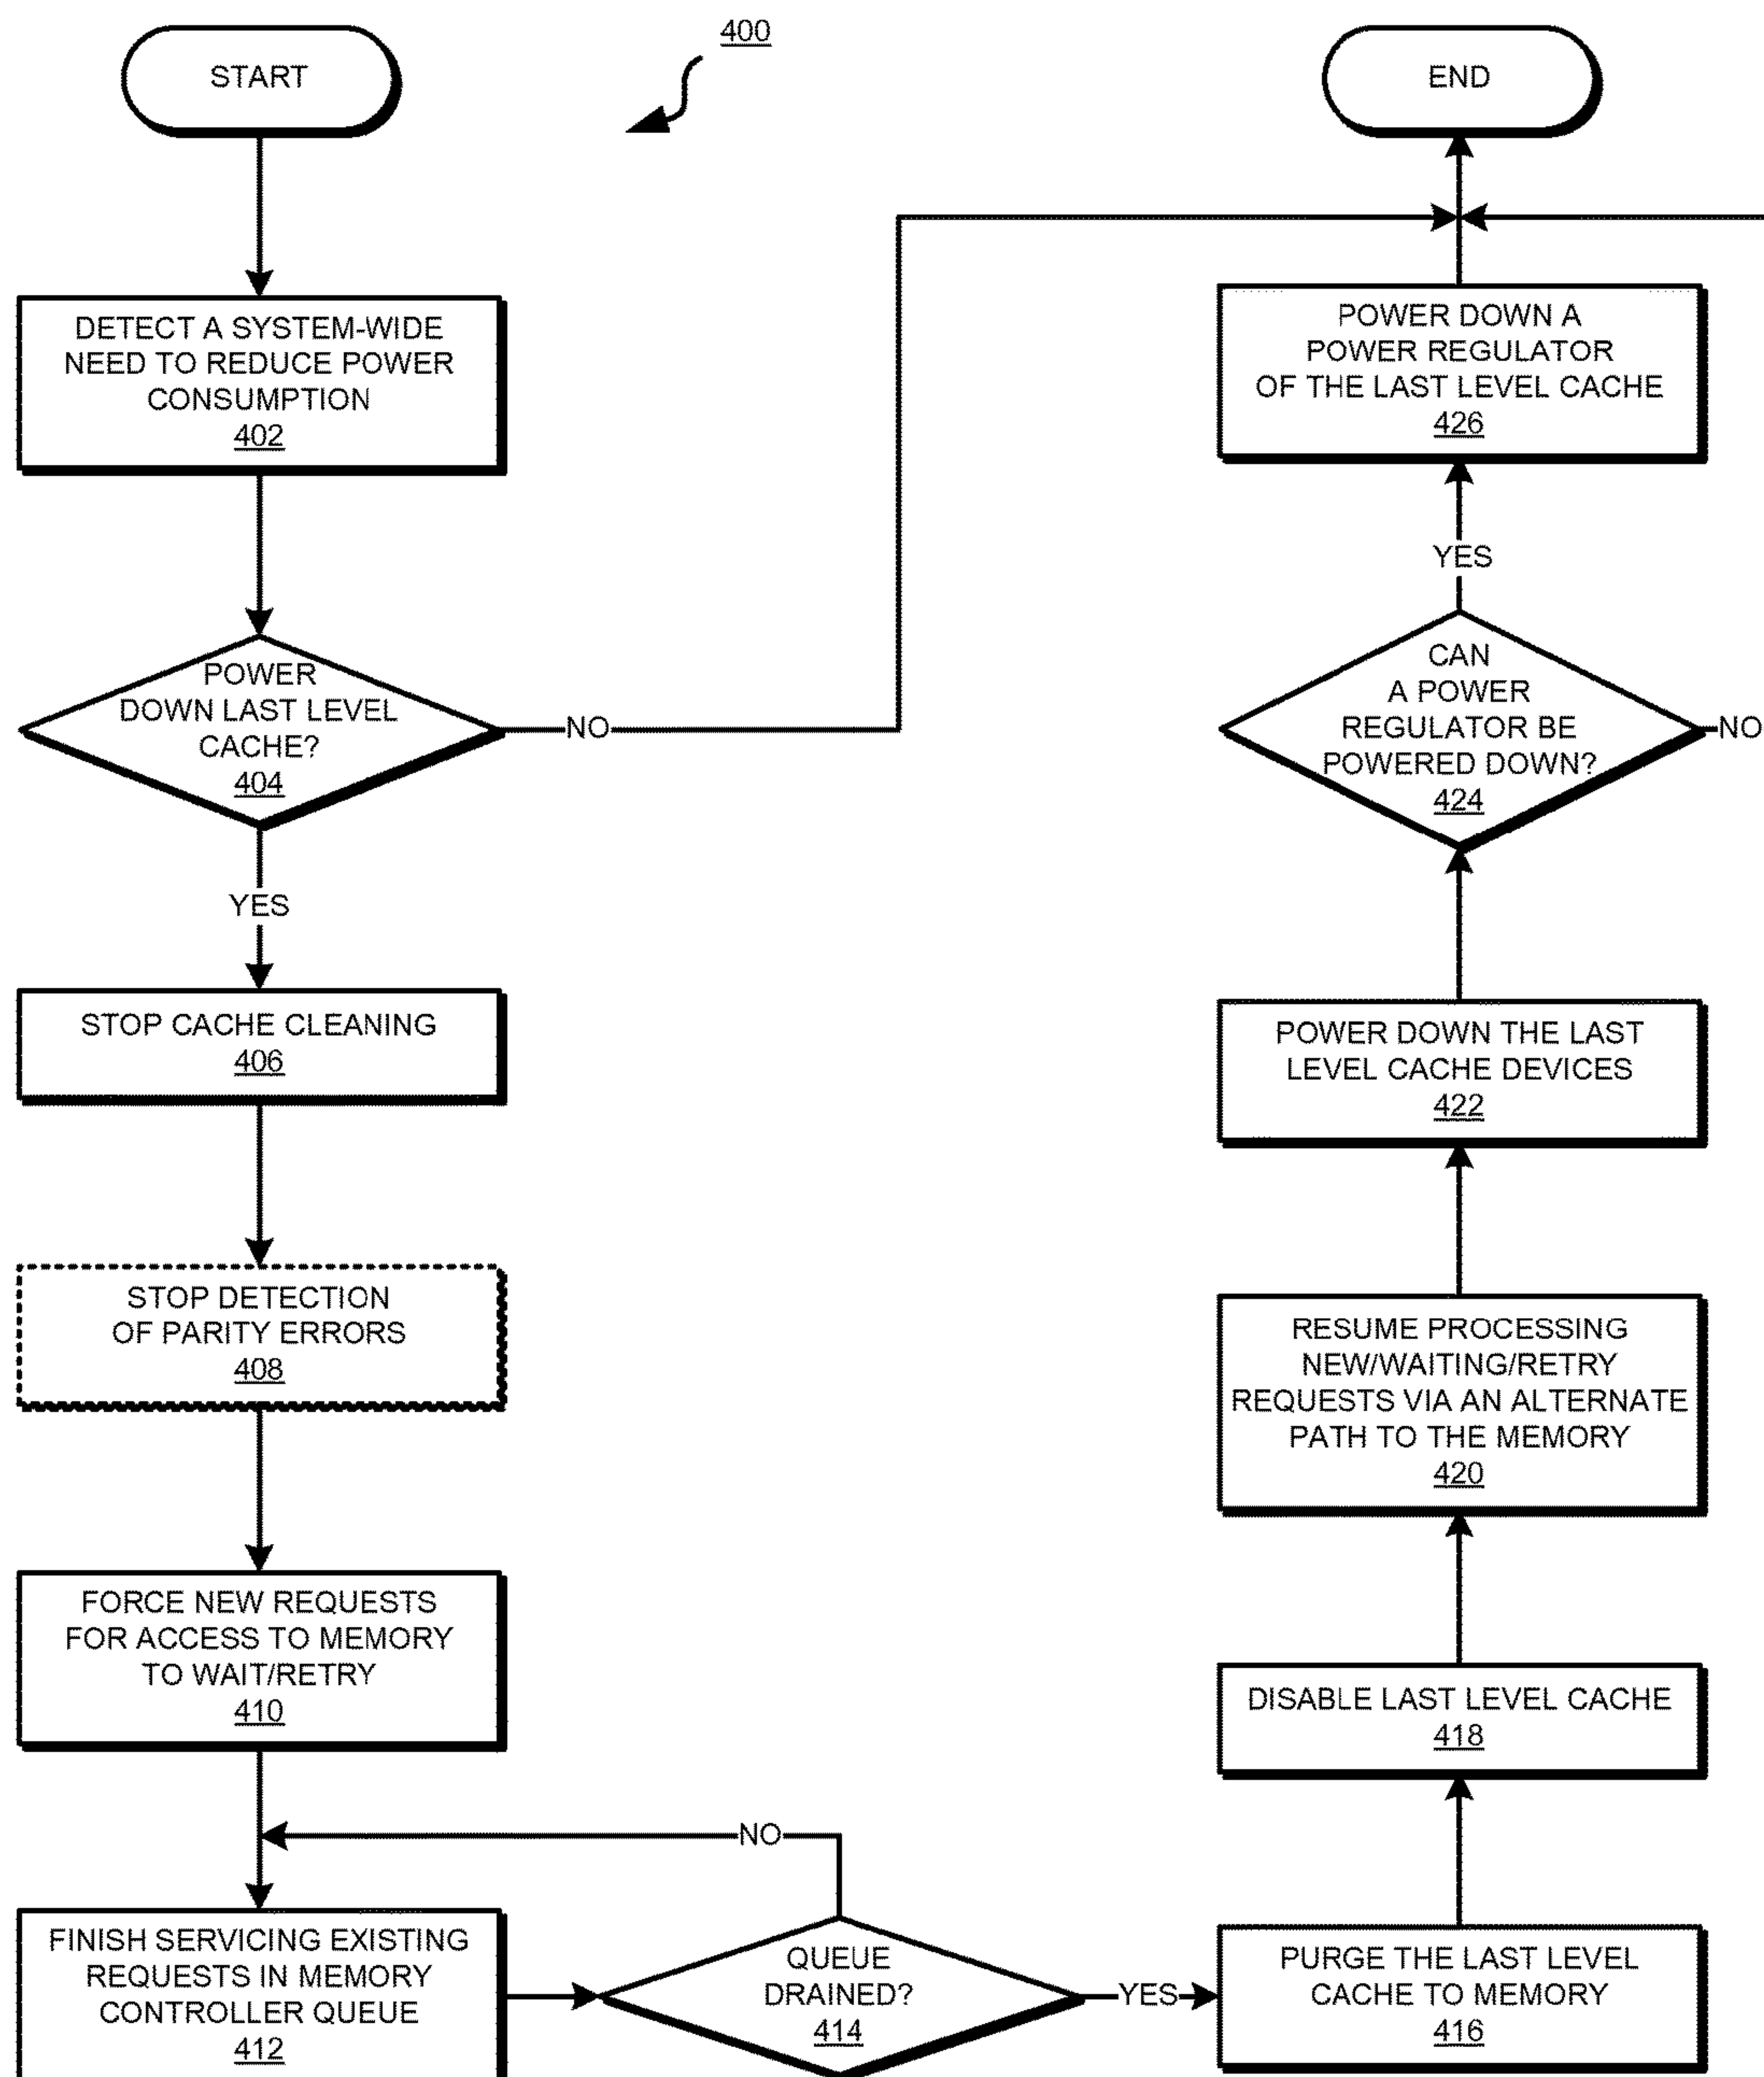 400
START
DETECT A SYSTEM-WIDE
NEED TO REDUCE POWER
CONSUMPTION
402
POWER
DOWN LAST LEVEL
CACHE?
404
NO
YES
STOP CACHE CLEANING
406
STOP DETECTION
OF PARITY ERRORS
408
FORCE NEW REQUESTS
FOR ACCESS TO MEMORY
TO WAIT/RETRY
410
FINISH SERVICING EXISTING
REQUESTS IN MEMORY
CONTROLLER QUEUE
412
QUEUE
DRAINED?
414
NO
YES
PURGE THE LAST LEVEL
CACHE TO MEMORY
416
DISABLE LAST LEVEL CACHE
418
RESUME PROCESSING
NEW/WAITING/RETRY
REQUESTS VIA AN ALTERNATE
PATH TO THE MEMORY
420
POWER DOWN THE LAST
LEVEL CACHE DEVICES
422
CAN
A POWER
REGULATOR BE
POWERED DOWN?
424
NO
YES
POWER DOWN A
POWER REGULATOR
OF THE LAST LEVEL CACHE
426
END